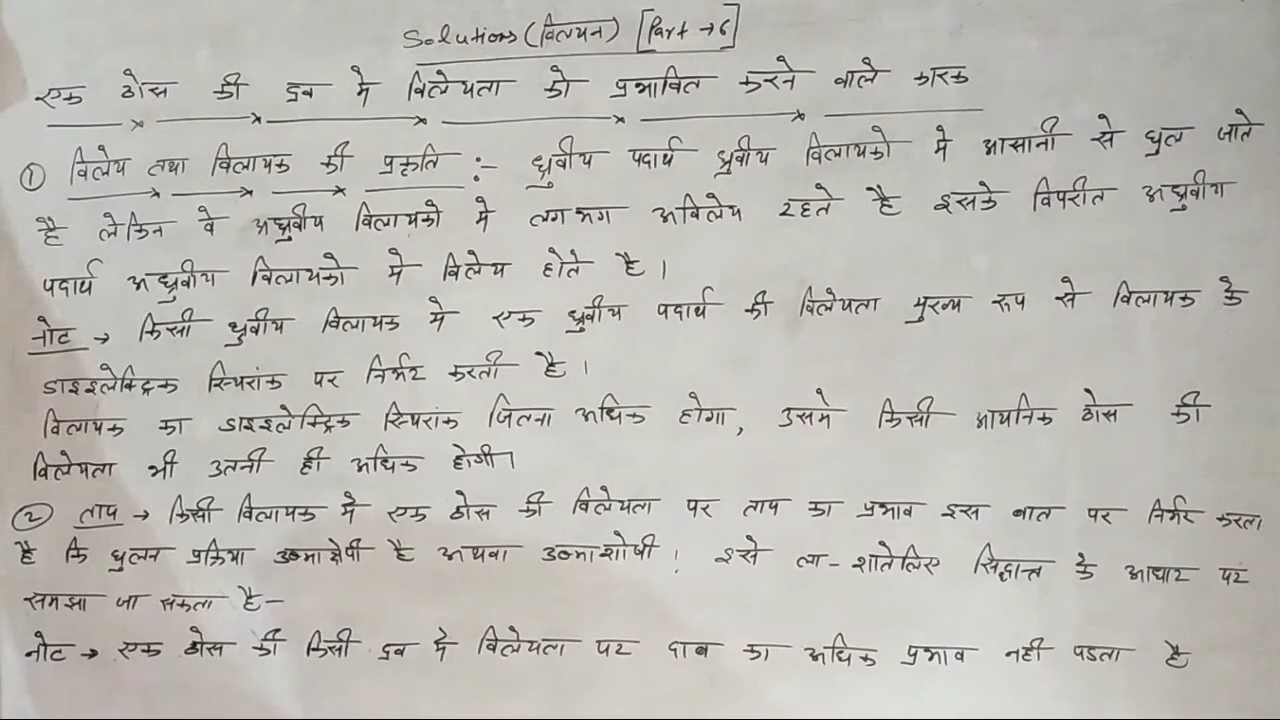 Solutions (विलयन) [Part → 6]
एक ठोस की द्रव मे विलेयता को प्रभावित करने वाले कारक
① विलेय तथा विलायक की प्रकृति :- ध्रुवीय पदार्थ ध्रुवीय विलायको मे आसानी से घुल जाते
है लेकिन वे अध्रुवीय विलायको मे लगभग अविलेय रहते है इसके विपरीत अध्रुवीय
पदार्थ अध्रुवीय विलायको मे विलेय होते है।
नोट → किसी ध्रुवीय विलायक मे एक ध्रुवीय पदार्थ की विलेयता मुख्य रूप से विलायक के
डाइइलेक्ट्रिक स्थिरांक पर निर्भर करती है।
विलायक का डाइइलेक्ट्रिक स्थिरांक जितना अधिक होगा, उसमे किसी आयनिक ठोस की
विलेयता भी उतनी ही अधिक होगी।
② ताप → किसी विलायक मे एक ठोस की विलेयता पर ताप का प्रभाव इस बात पर निर्भर करता
है कि घुलन प्रक्रिया उष्माक्षेपी है अथवा उष्माशोषी। इसे ला-शातेलिए सिद्धान्त के आधार पर
समझा जा सकता है-
नोट → एक ठोस की किसी द्रव मे विलेयता पर दाब का अधिक प्रभाव नही पडता है